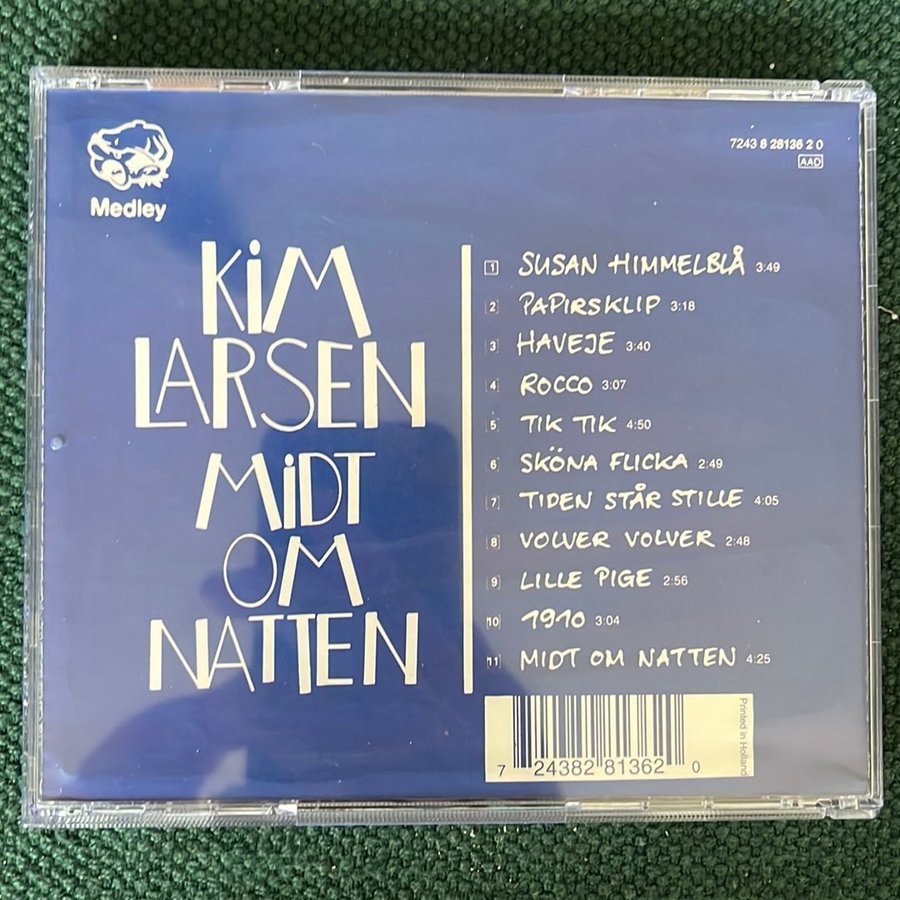 Medley
7243 8 28136 2 0
AAD
KiM
LARSEN
MiDT
OM
NATTEN
1 SUSAN HIMMELBLÅ 3:49
2 PAPIRSKLIP 3:18
3 HAVEJE 3:40
4 ROCCO 3:07
5 TIK TIK 4:50
6 SKÖNA FLICKA 2:49
7 TIDEN STÅR STILLE 4:05
8 VOLVER VOLVER 2:48
9 LILLE PIGE 2:56
10 1910 3:04
11 MIDT OM NATTEN 4:25
Printed in Holland
7 24382 81362 0